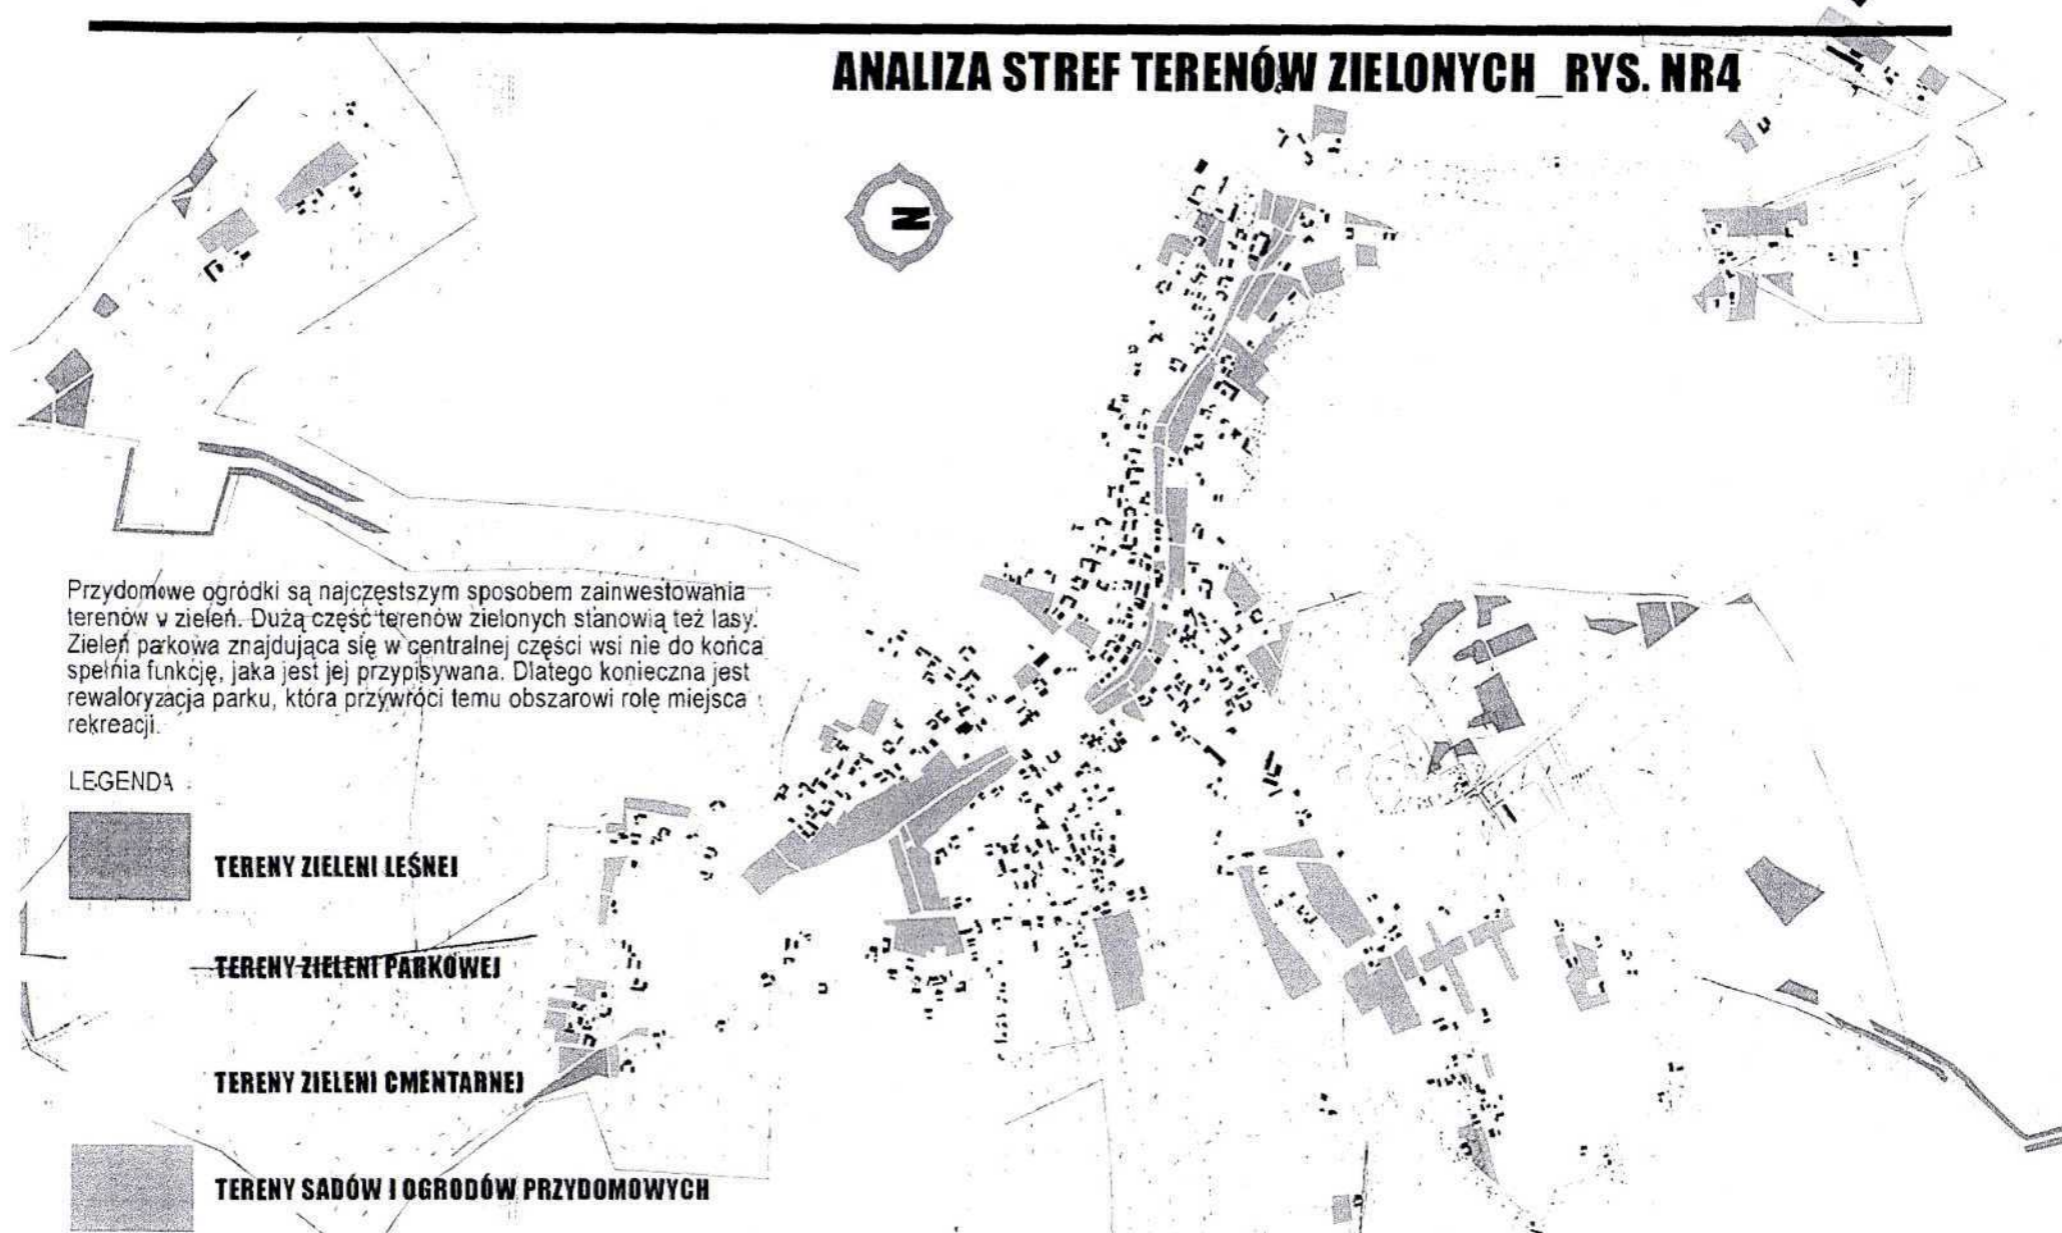 ANALIZA STREF TERENÓW ZIELONYCH_RYS. NR4
N
Przydomowe ogródki są najczęstszym sposobem zainwestowania
terenów w zieleń. Dużą część terenów zielonych stanowią też lasy.
Zieleń parkowa znajdująca się w centralnej części wsi nie do końca
spełnia funkcję, jaka jest jej przypisywana. Dlatego konieczna jest
rewaloryzacja parku, która przywróci temu obszarowi rolę miejsca
rekreacji.
LEGENDA
TERENY ZIELENI LEŚNEJ
TERENY ZIELENI PARKOWEJ
TERENY ZIELENI CMENTARNEJ
TERENY SADÓW I OGRODÓW PRZYDOMOWYCH